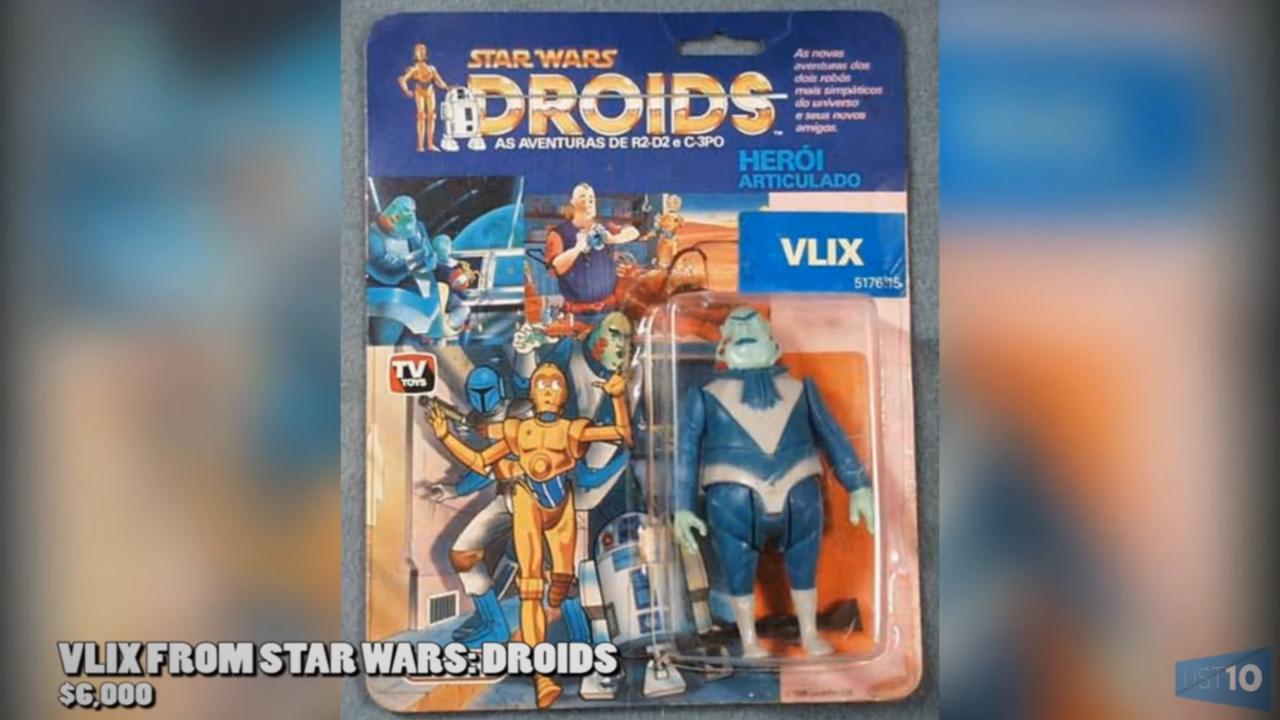 STAR WARS
DROIDS
AS AVENTURAS DE R2-D2 e C-3PO
As novas
aventuras dos
dois robôs
mais simpáticos
do universo
e seus novos
amigos.
HERÓI
ARTICULADO
VLIX
TV
TOYS
VLIX FROM STAR WARS: DROIDS
$6,000
LIST10